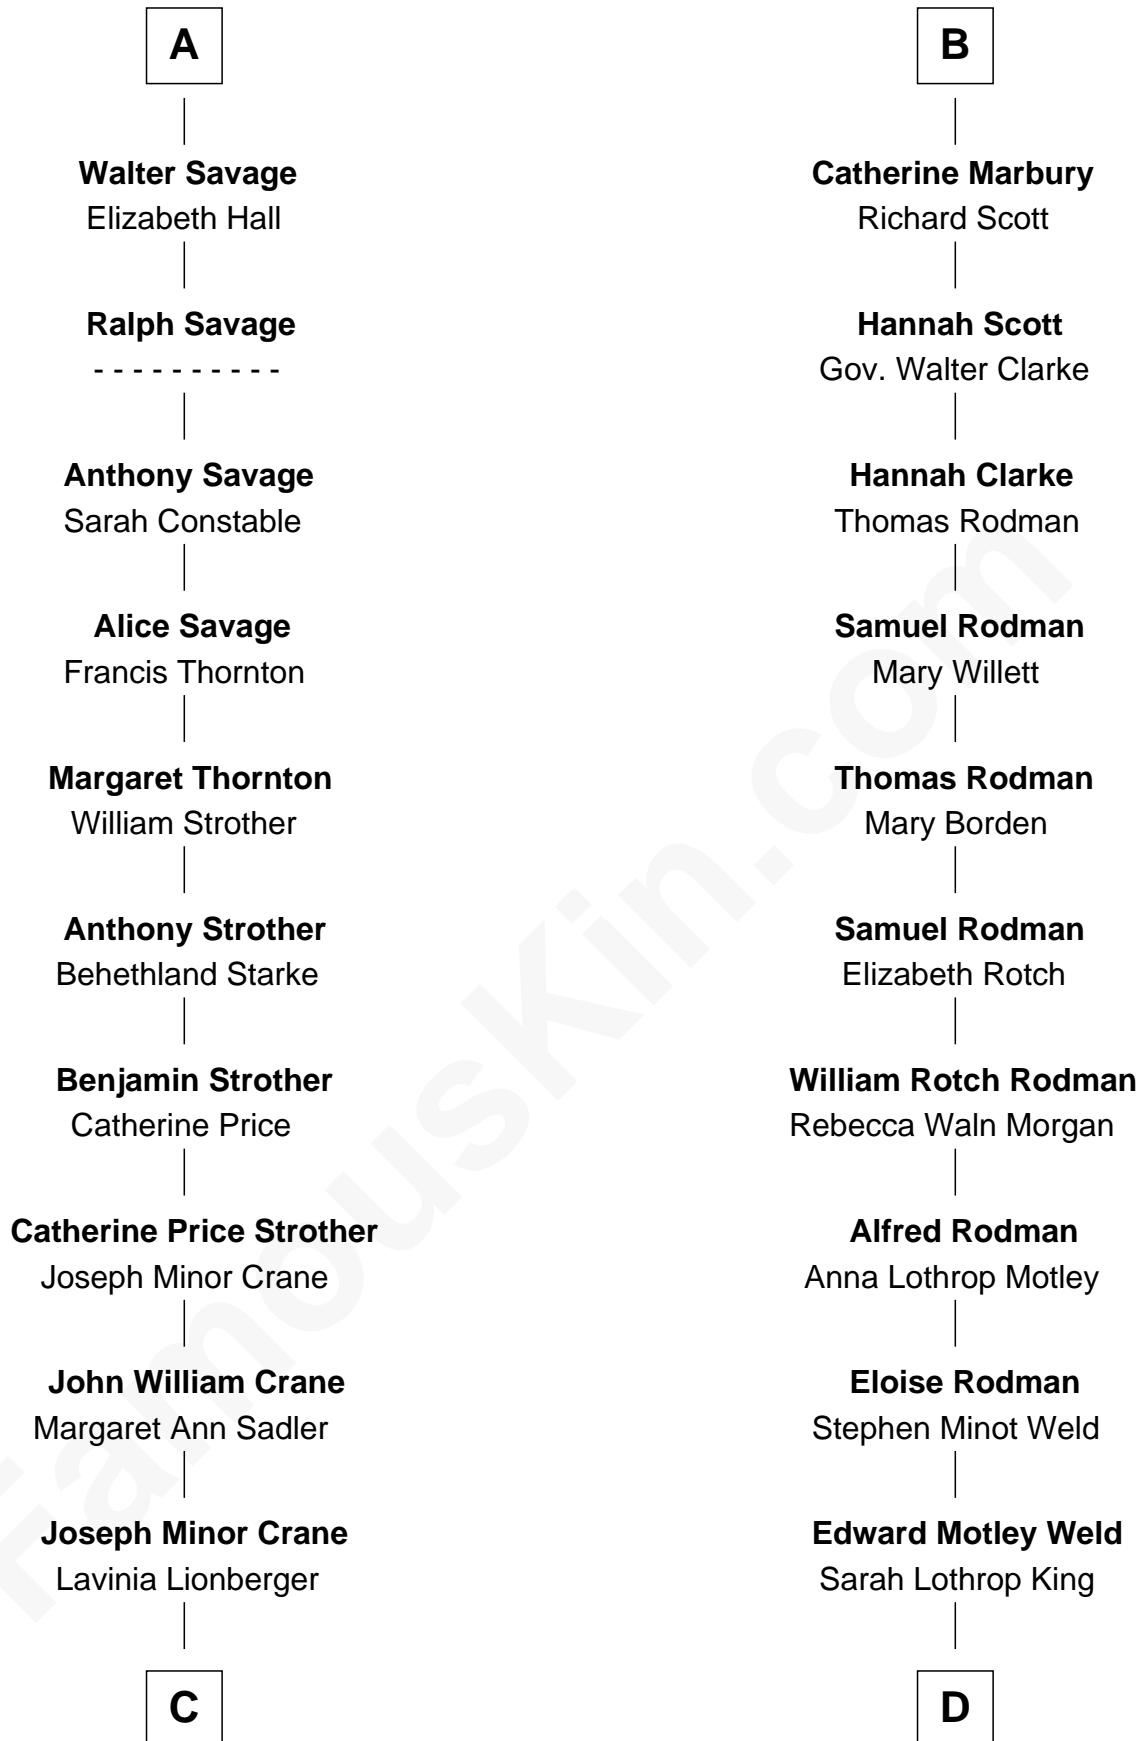 A
Walter Savage
Elizabeth Hall
Ralph Savage
- - - - - - - - - -
Anthony Savage
Sarah Constable
Alice Savage
Francis Thornton
Margaret Thornton
William Strother
Anthony Strother
Behethland Starke
Benjamin Strother
Catherine Price
Catherine Price Strother
Joseph Minor Crane
John William Crane
Margaret Ann Sadler
Joseph Minor Crane
Lavinia Lionberger
C
B
Catherine Marbury
Richard Scott
Hannah Scott
Gov. Walter Clarke
Hannah Clarke
Thomas Rodman
Samuel Rodman
Mary Willett
Thomas Rodman
Mary Borden
Samuel Rodman
Elizabeth Rotch
William Rotch Rodman
Rebecca Waln Morgan
Alfred Rodman
Anna Lothrop Motley
Eloise Rodman
Stephen Minot Weld
Edward Motley Weld
Sarah Lothrop King
D
FamousKin.com